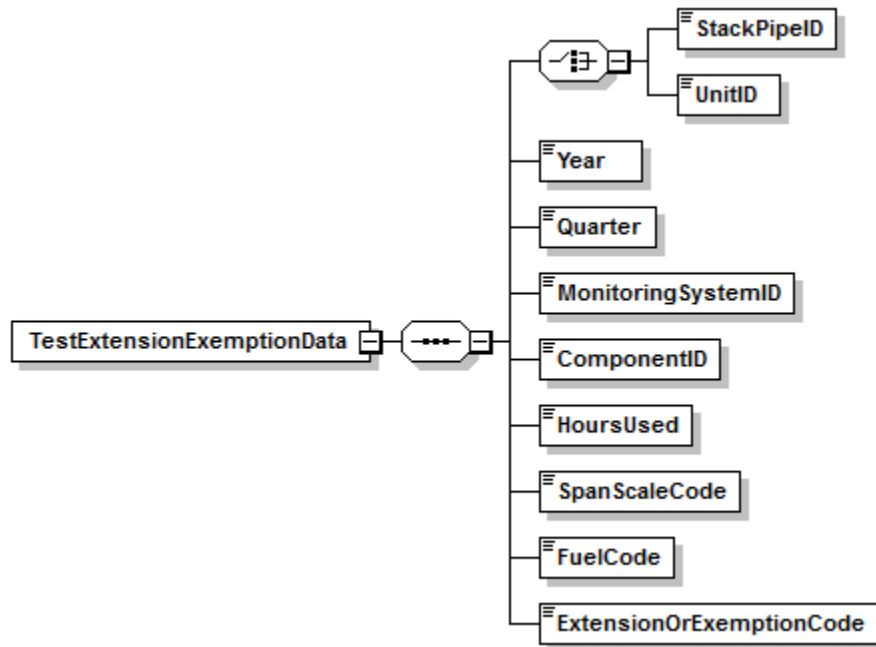 StackPipeID
UnitID
Year
Quarter
MonitoringSystemID
TestExtensionExemptionData
ComponentID
HoursUsed
SpanScaleCode
FuelCode
ExtensionOrExemptionCode